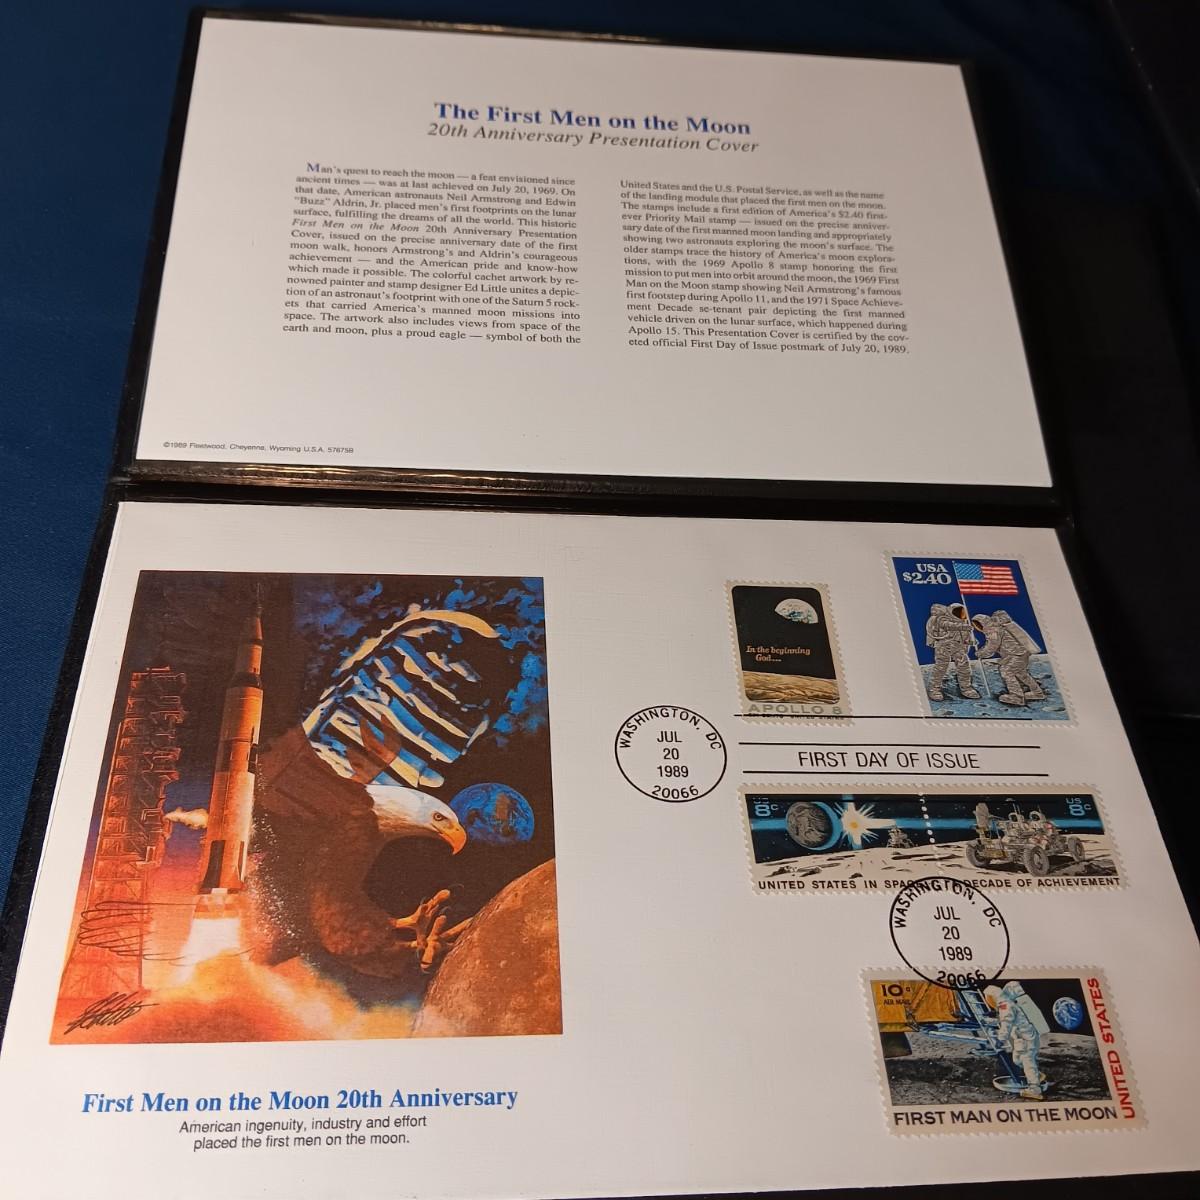 The First Men on the Moon
20th Anniversary Presentation Cover
Man's quest to reach the moon — a feat envisioned since
ancient times — was at last achieved on July 20, 1969. On
that date, American astronauts Neil Armstrong and Edwin
"Buzz" Aldrin, Jr. placed men's first footprints on the lunar
surface, fulfilling the dreams of all the world. This historic
First Men on the Moon 20th Anniversary Presentation
Cover, issued on the precise anniversary date of the first
moon walk, honors Armstrong's and Aldrin's courageous
achievement — and the American pride and know-how
which made it possible. The colorful cachet artwork by re-
nowned painter and stamp designer Ed Little unites a depic-
tion of an astronaut's footprint with one of the Saturn 5 rock-
ets that carried America's manned moon missions into
space. The artwork also includes views from space of the
earth and moon, plus a proud eagle — symbol of both the
United States and the U.S. Postal Service, as well as the name
of the landing module that placed the first men on the moon.
The stamps include a first edition of America's $2.40 first-
ever Priority Mail stamp — issued on the precise anniver-
sary date of the first manned moon landing and appropriately
showing two astronauts exploring the moon's surface. The
older stamps trace the history of America's moon explora-
tions, with the 1969 Apollo 8 stamp honoring the first
mission to put men into orbit around the moon, the 1969 First
Man on the Moon stamp showing Neil Armstrong's famous
first footstep during Apollo 11, and the 1971 Space Achieve-
ment Decade se-tenant pair depicting the first manned
vehicle driven on the lunar surface, which happened during
Apollo 15. This Presentation Cover is certified by the cov-
eted official First Day of Issue postmark of July 20, 1989.
©1989 Fleetwood, Cheyenne, Wyoming U.S.A. 57675B
USA
$2.40
In the beginning
God...
APOLLO 8
WASHINGTON, DC
JUL
20
1989
20066
FIRST DAY OF ISSUE
US
8c
US
8c
UNITED STATES IN SPACE
DECADE OF ACHIEVEMENT
WASHINGTON, DC
JUL
20
1989
20066
10c
AIR MAIL
UNITED STATES
FIRST MAN ON THE MOON
First Men on the Moon 20th Anniversary
American ingenuity, industry and effort
placed the first men on the moon.